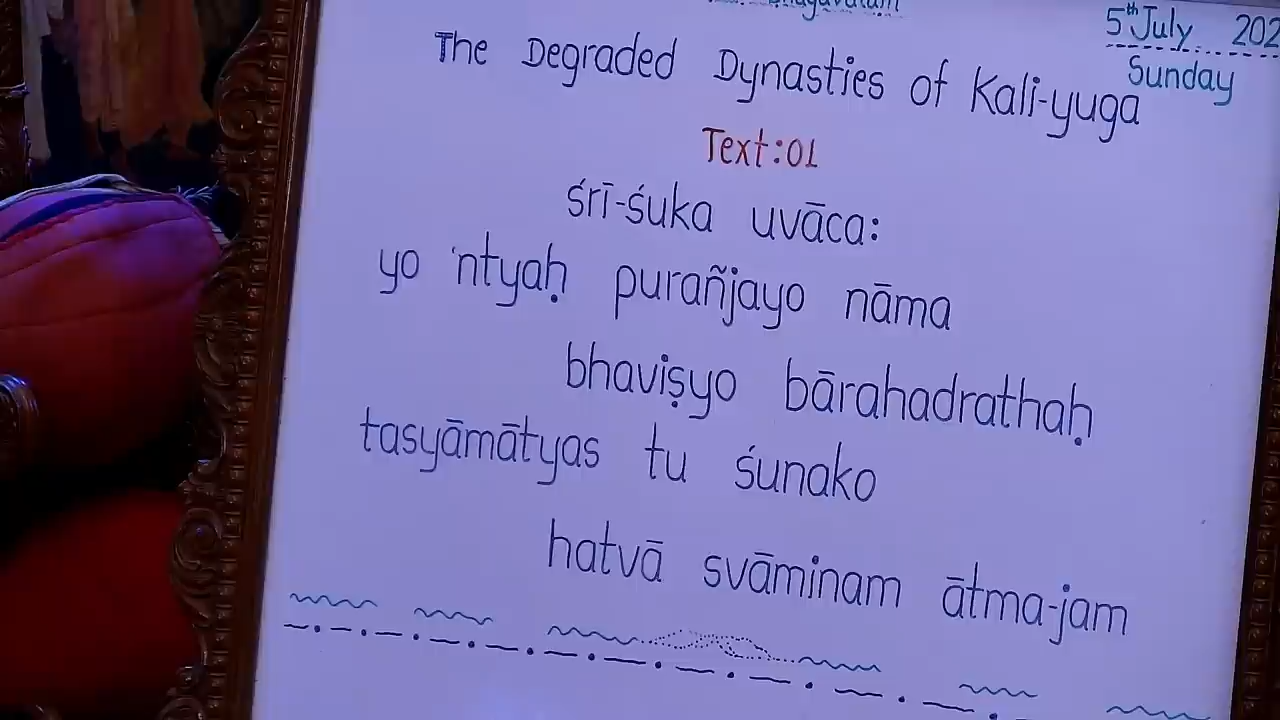 5th July 202
Sunday
The Degraded Dynasties of Kali-yuga
Text:01
śrī-śuka uvāca:
yo 'ntyaḥ purañjayo nāma
bhaviṣyo bārahadrathaḥ
tasyāmātyas tu śunako
hatvā svāminam ātma-jam